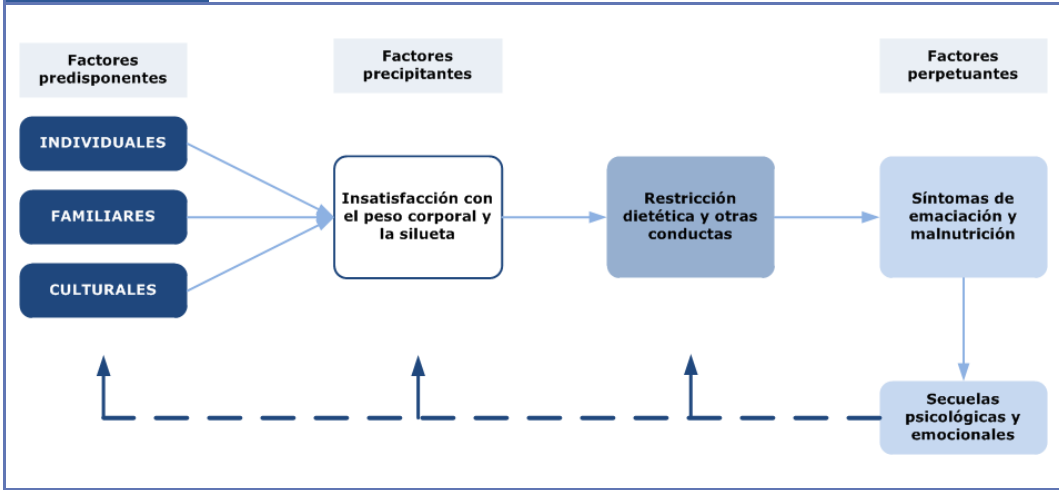 Factores
predisponentes
Factores
precipitantes
Factores
perpetuantes
INDIVIDUALES
FAMILIARES
CULTURALES
Insatisfacción con
el peso corporal y
la silueta
Restricción
dietética y otras
conductas
Síntomas de
emaciación y
malnutrición
Secuelas
psicológicas y
emocionales